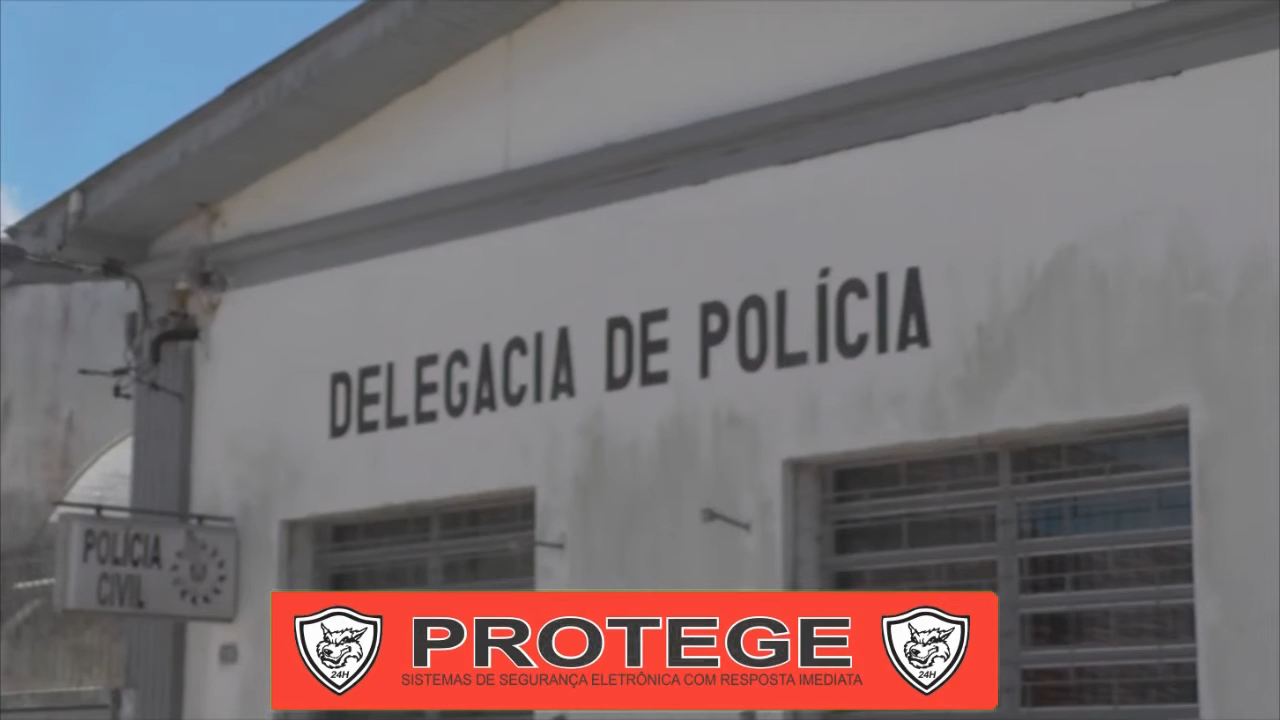 DELEGACIA DE POLÍCIA
POLÍCIA
CIVIL
PROTEGE
SISTEMAS DE SEGURANÇA ELETRÔNICA COM RESPOSTA IMEDIATA
24H
24H